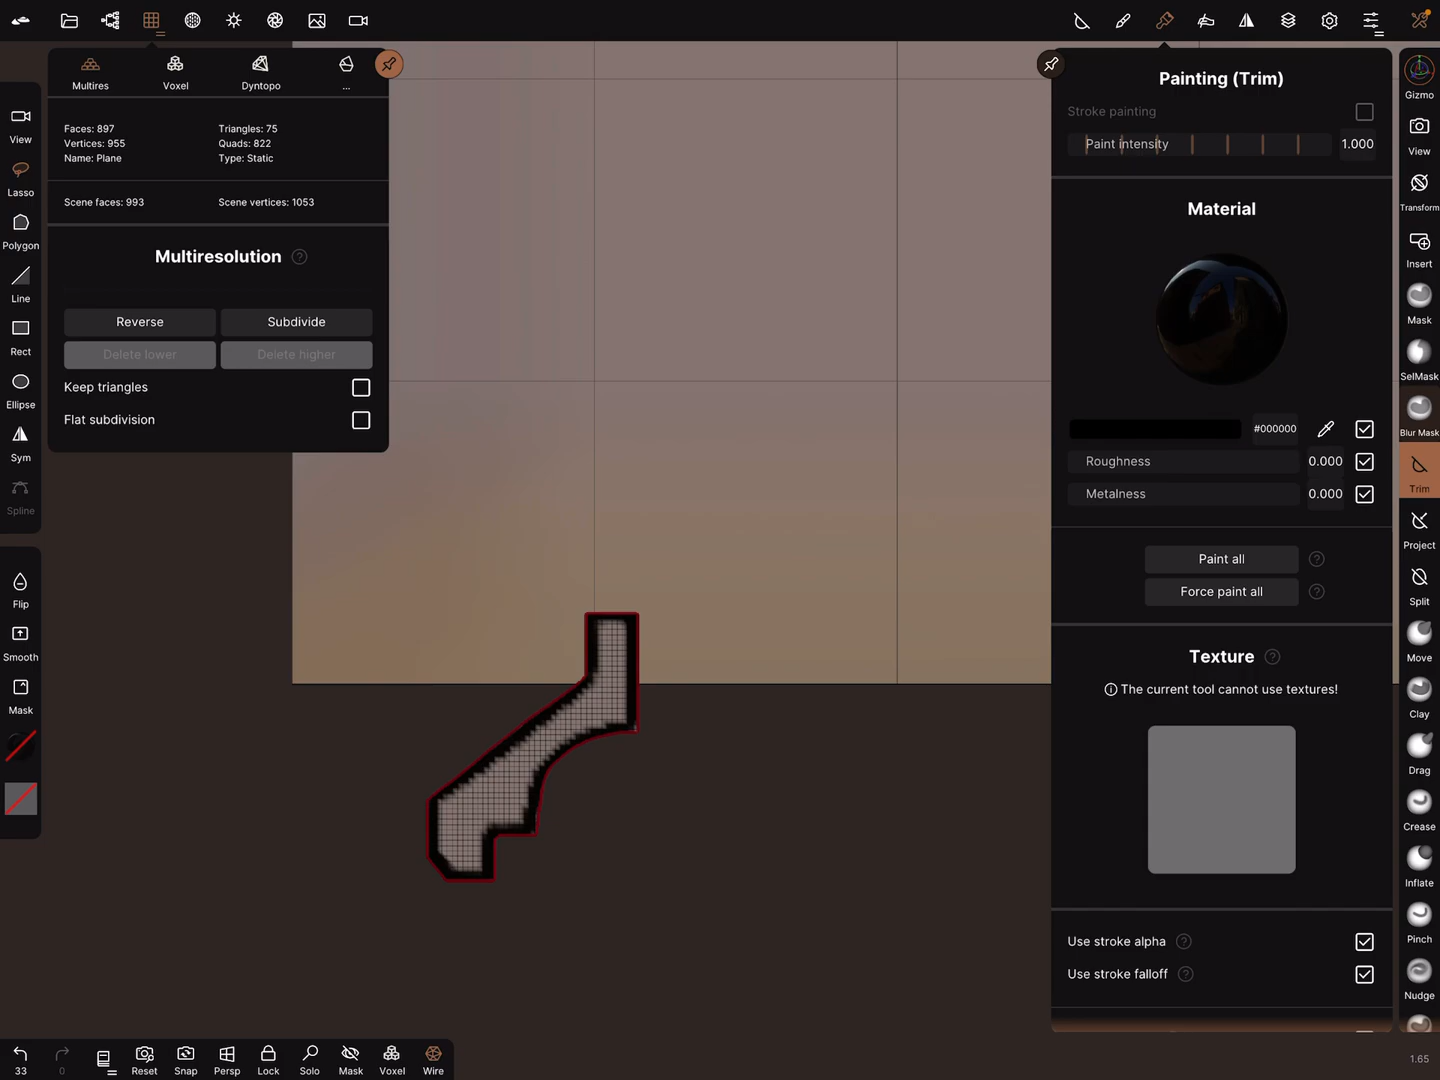 Multires
Voxel
Dyntopo
...
Faces: 897
Triangles: 75
Vertices: 955
Quads: 822
Name: Plane
Type: Static
Scene faces: 993
Scene vertices: 1053
Multiresolution ?
Reverse
Subdivide
Delete lower
Delete higher
Keep triangles
Flat subdivision
View
Lasso
Polygon
Line
Rect
Ellipse
Sym
Spline
Flip
Smooth
Mask
Painting (Trim)
Stroke painting
Paint intensity
1.000
Material
#000000
Roughness
0.000
Metalness
0.000
Paint all ?
Force paint all ?
Texture ?
The current tool cannot use textures!
Use stroke alpha ?
Use stroke falloff ?
Gizmo
View
Transform
Insert
Mask
SelMask
Blur Mask
Trim
Project
Split
Move
Clay
Drag
Crease
Inflate
Pinch
Nudge
33
0
Reset
Snap
Persp
Lock
Solo
Mask
Voxel
Wire
1.65